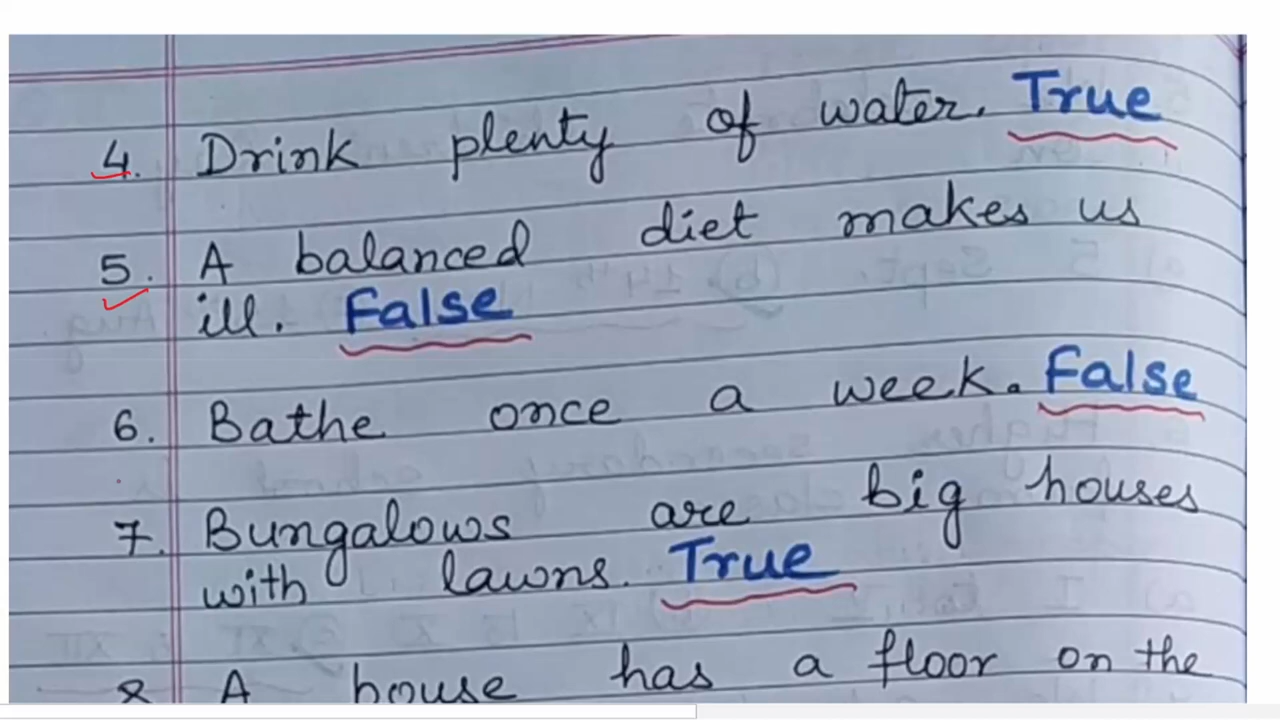 4. Drink plenty of water. True
5. A balanced diet makes us
ill. False
6. Bathe once a week. False
7. Bungalows are big houses
with lawns. True
8 A house has a floor on the